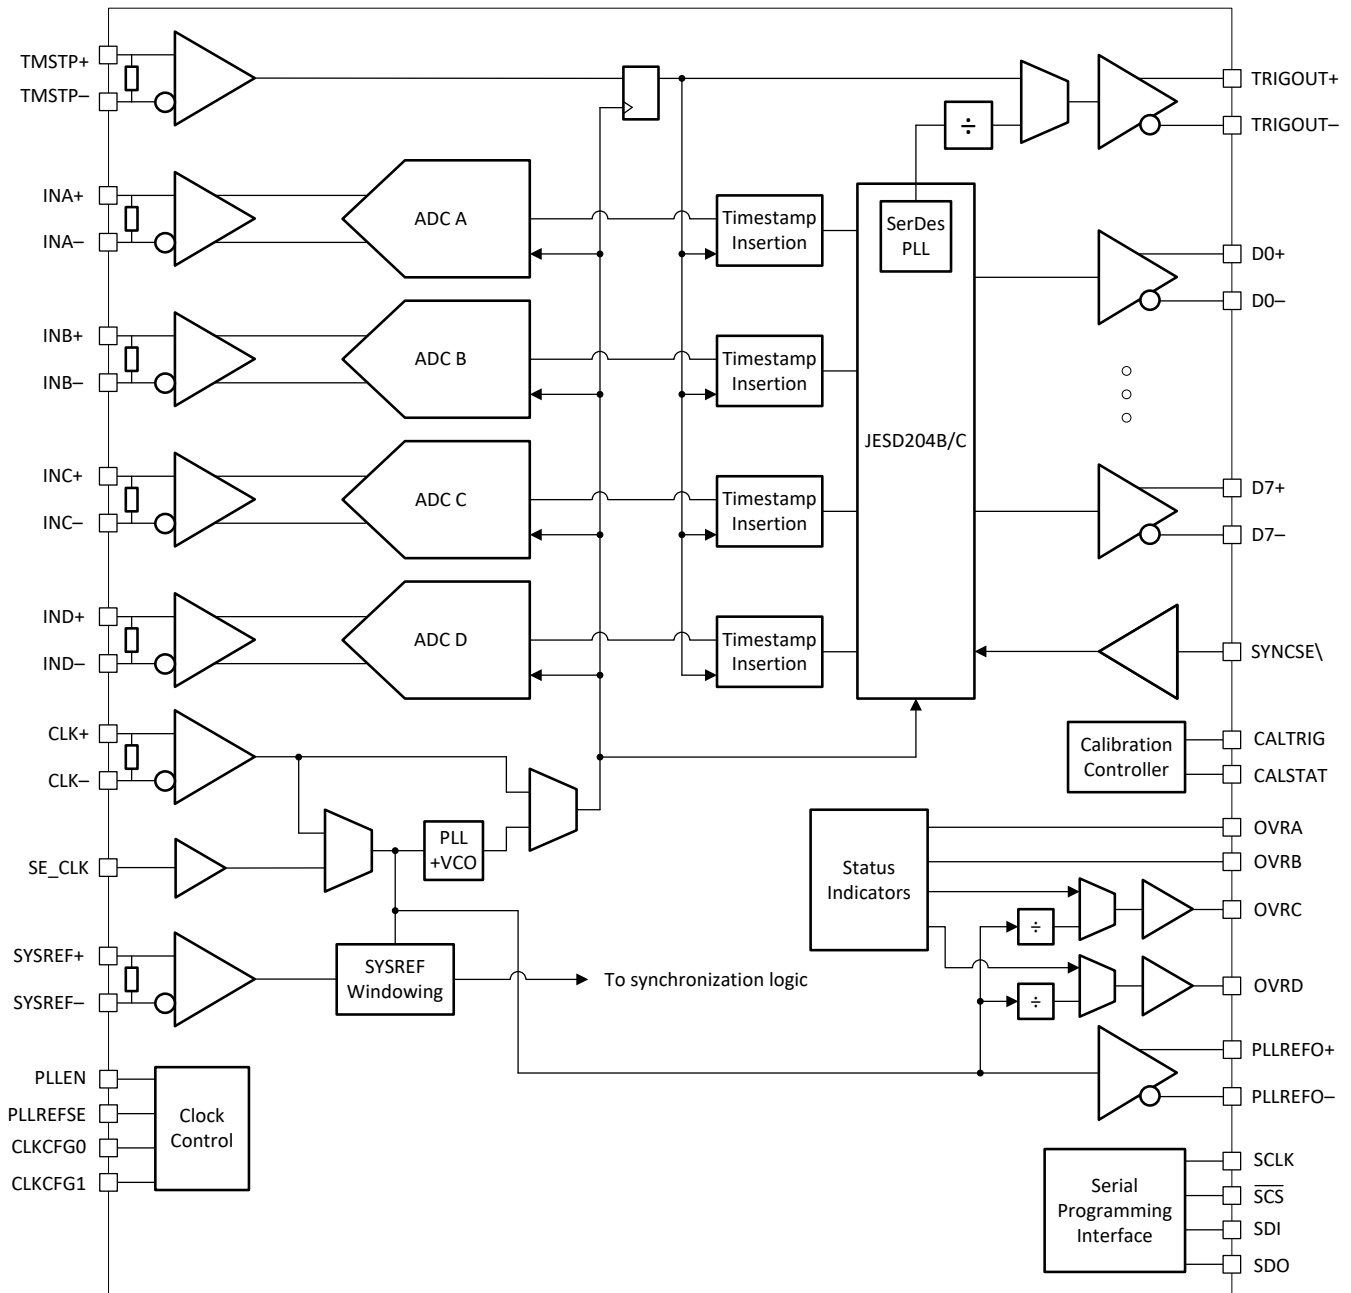 TMSTP+
TMSTP–
TRIGOUT+
TRIGOUT–
÷
INA+
INA–
ADC A
Timestamp
Insertion
SerDes
PLL
D0+
D0–
INB+
INB–
ADC B
Timestamp
Insertion
JESD204B/C
INC+
INC–
ADC C
Timestamp
Insertion
D7+
D7–
IND+
IND–
ADC D
Timestamp
Insertion
SYNCSE\
CLK+
CLK–
Calibration
Controller
CALTRIG
CALSTAT
SE_CLK
PLL
+VCO
Status
Indicators
OVRA
OVRB
OVRC
÷
OVRD
÷
SYSREF+
SYSREF–
SYSREF
Windowing
To synchronization logic
PLLREFO+
PLLREFO–
PLLEN
PLLREFSE
CLKCFG0
CLKCFG1
Clock
Control
Serial
Programming
Interface
SCLK
SCS
SDI
SDO